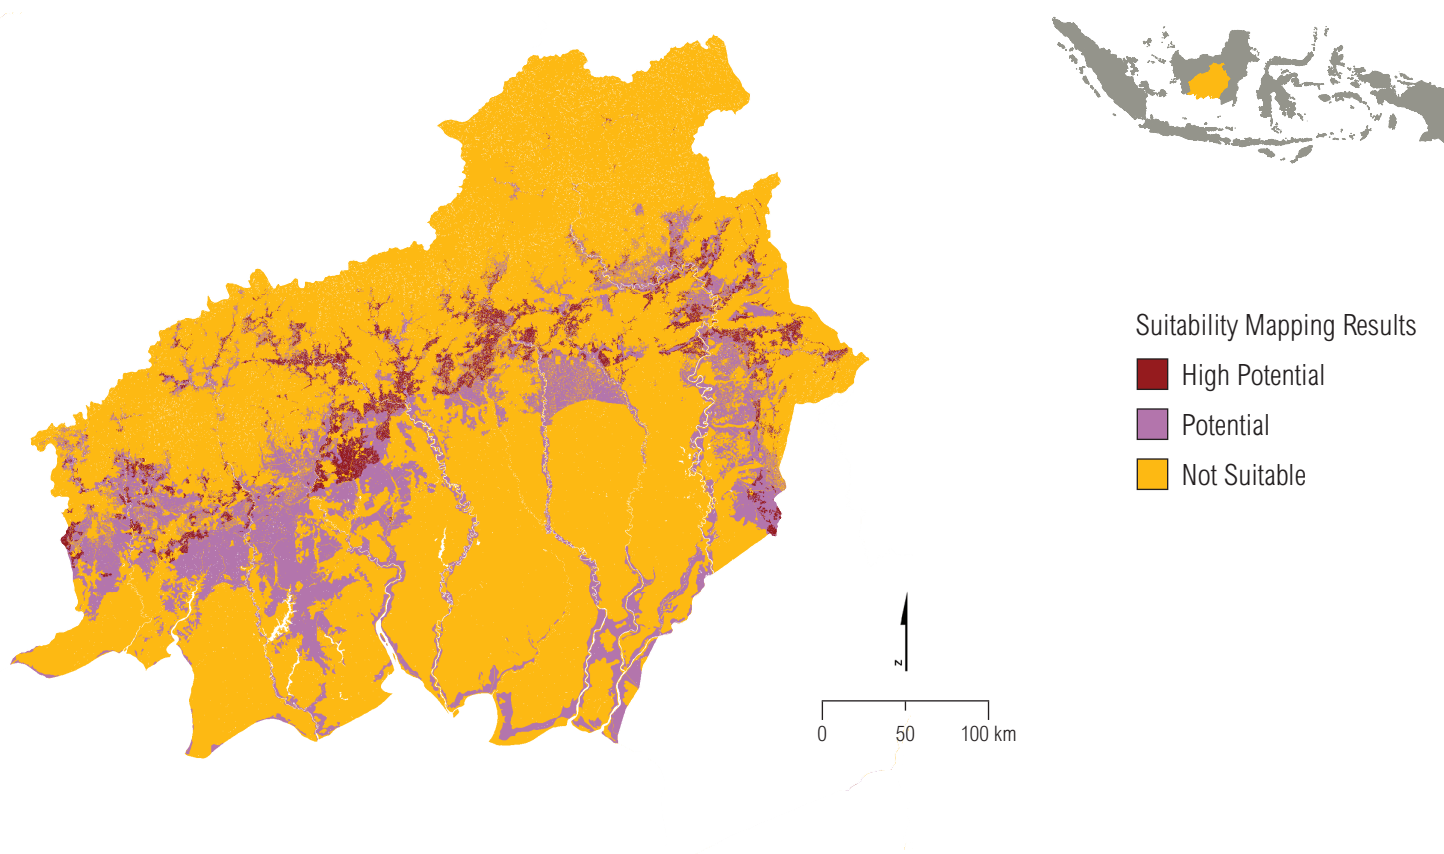 Suitability Mapping Results
High Potential
Potential
Not Suitable
N
0 50 100 km